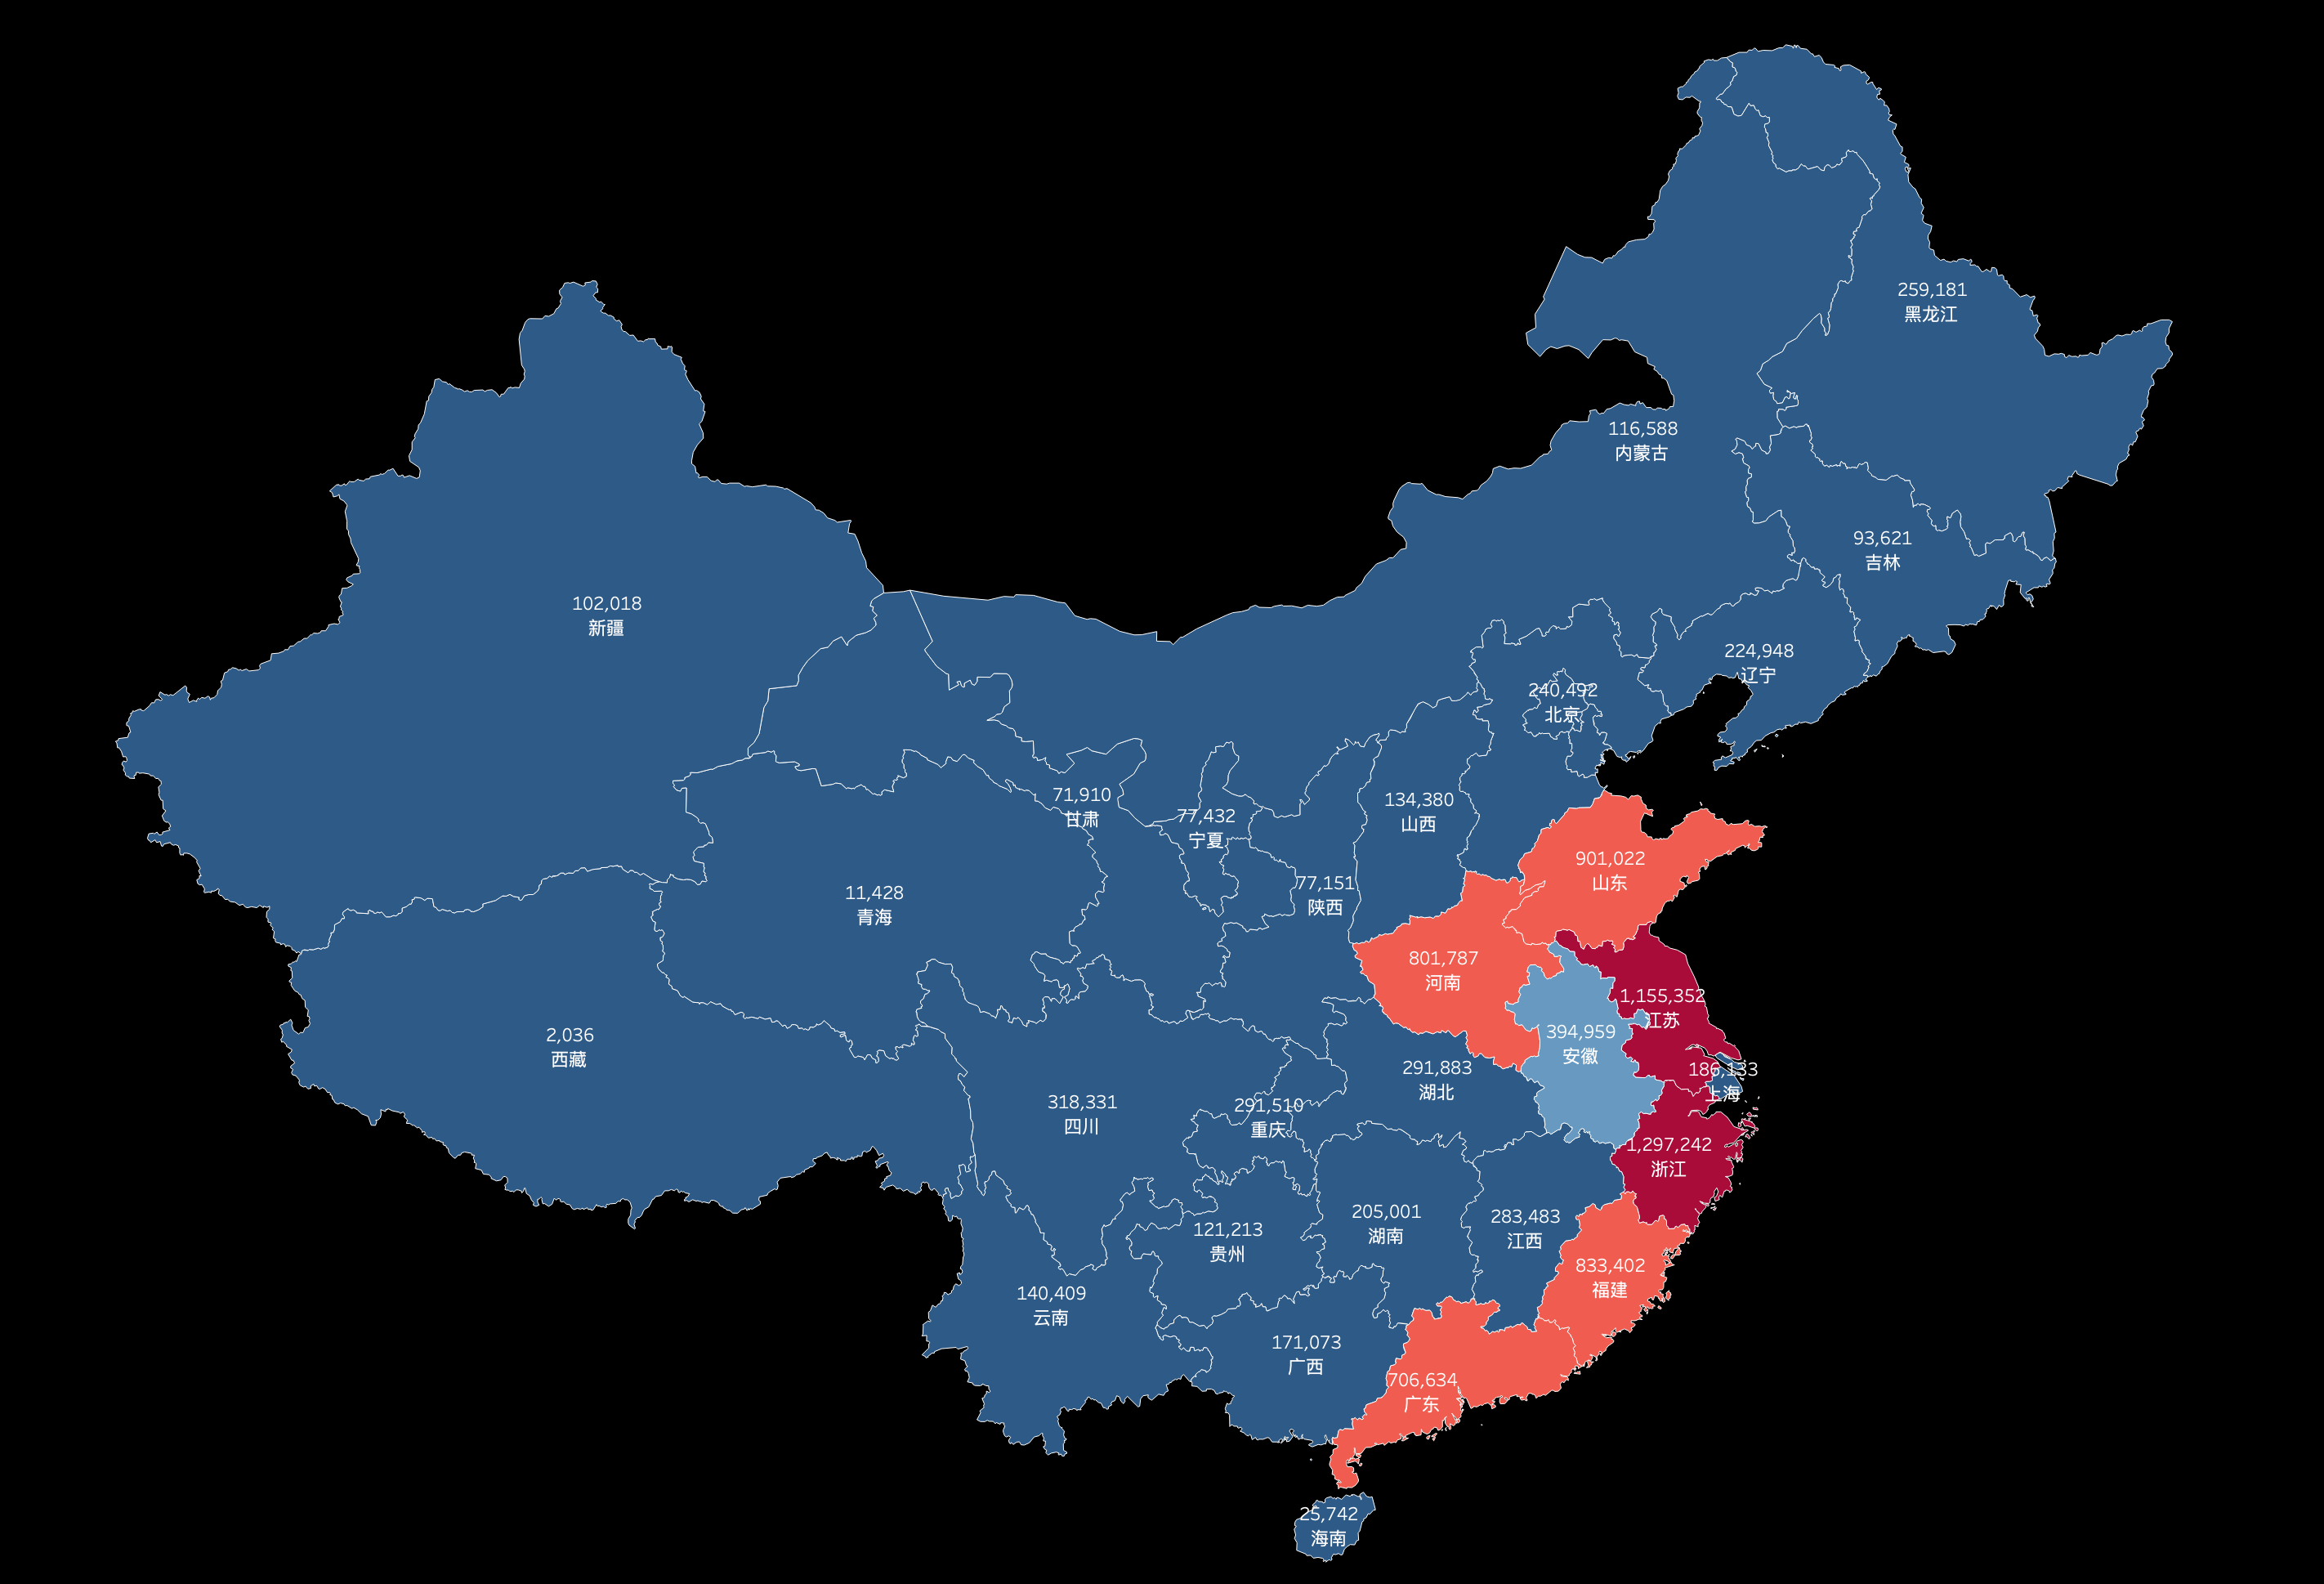 259,181
黑龙江
116,588
内蒙古
93,621
吉林
102,018
新疆
224,948
辽宁
240,492
北京
71,910
甘肃
77,432
宁夏
134,380
山西
901,022
山东
11,428
青海
77,151
陕西
801,787
河南
1,155,352
江苏
2,036
西藏
394,959
安徽
291,883
湖北
186,133
上海
318,331
四川
291,510
重庆
1,297,242
浙江
205,001
湖南
283,483
江西
121,213
贵州
833,402
福建
140,409
云南
171,073
广西
706,634
广东
25,742
海南